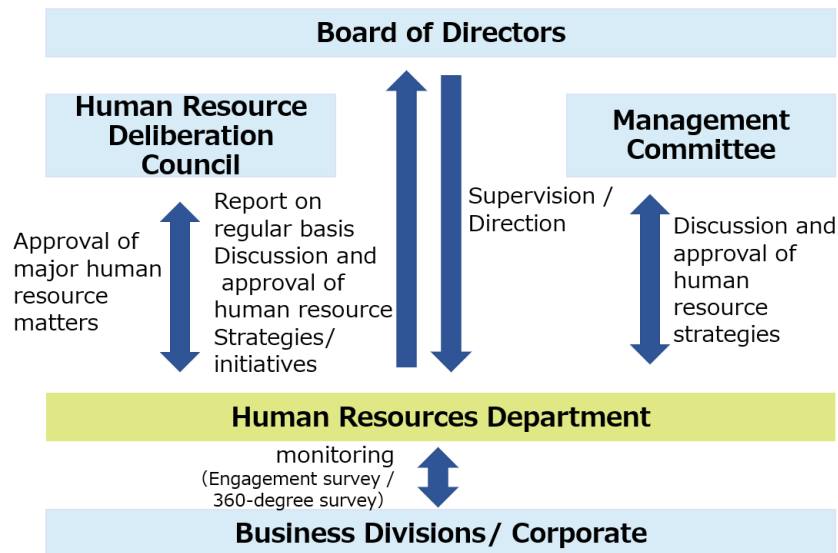 Board of Directors
Human Resource
Deliberation
Council
Management
Committee
Approval of
major human
resource
matters
Report on
regular basis
Discussion and
approval of
human resource
Strategies/
initiatives
Supervision /
Direction
Discussion and
approval of
human
resource
strategies
Human Resources Department
monitoring
(Engagement survey /
360-degree survey)
Business Divisions/ Corporate